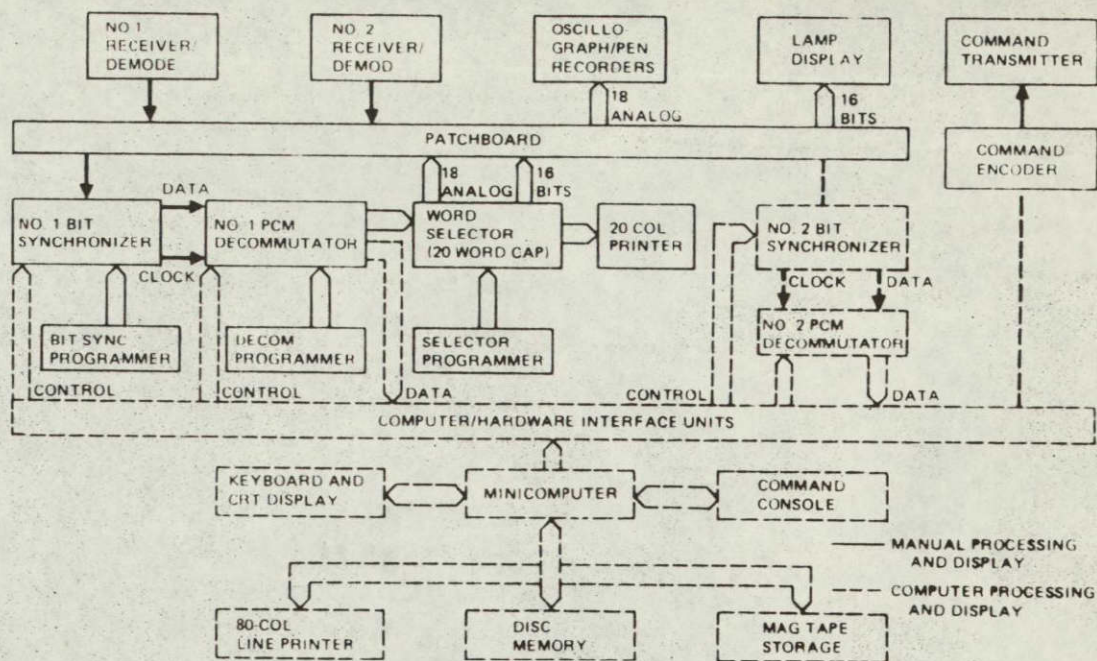 NO. 1
RECEIVER/
DEMODE
NO. 2
RECEIVER/
DEMOD
OSCILLO-
GRAPH/PEN
RECORDERS
LAMP
DISPLAY
COMMAND
TRANSMITTER
18
ANALOG
16
BITS
PATCHBOARD
COMMAND
ENCODER
18
ANALOG
16
BITS
DATA
NO. 1 BIT
SYNCHRONIZER
NO. 1 PCM
DECOMMUTATOR
WORD
SELECTOR
(20 WORD CAP)
20 COL
PRINTER
NO. 2 BIT
SYNCHRONIZER
CLOCK
CLOCK
DATA
BIT SYNC
PROGRAMMER
DECOM
PROGRAMMER
SELECTOR
PROGRAMMER
NO. 2 PCM
DECOMMUTATOR
CONTROL
CONTROL
DATA
CONTROL
DATA
COMPUTER/HARDWARE INTERFACE UNITS
KEYBOARD AND
CRT DISPLAY
MINICOMPUTER
COMMAND
CONSOLE
MANUAL PROCESSING
AND DISPLAY
COMPUTER PROCESSING
AND DISPLAY
80-COL
LINE PRINTER
DISC
MEMORY
MAG TAPE
STORAGE